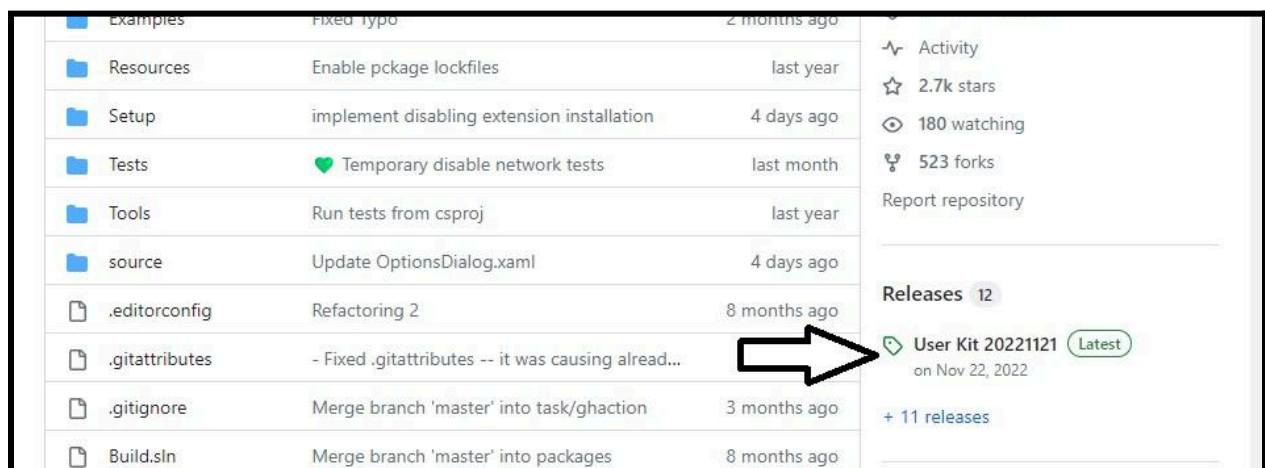 Examples Fixed Typo 2 months ago
Resources Enable pckage lockfiles last year
Setup implement disabling extension installation 4 days ago
Tests 💚 Temporary disable network tests last month
Tools Run tests from csproj last year
source Update OptionsDialog.xaml 4 days ago
.editorconfig Refactoring 2 8 months ago
.gitattributes - Fixed .gitattributes -- it was causing alread...
.gitignore Merge branch 'master' into task/ghaction 3 months ago
Build.sln Merge branch 'master' into packages 8 months ago
Activity
2.7k stars
180 watching
523 forks
Report repository
Releases 12
User Kit 20221121 Latest
on Nov 22, 2022
+ 11 releases